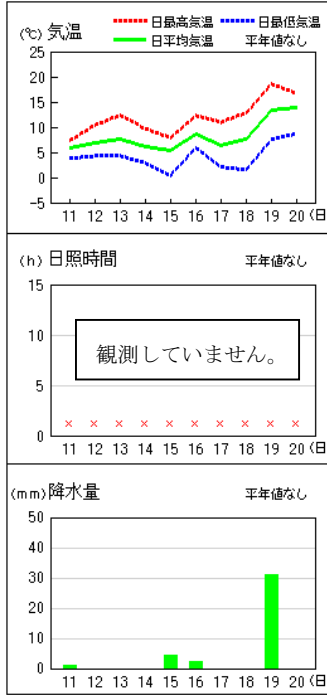 (℃) 気温
日最高気温 日最低気温
日平均気温 平年値なし
25
20
15
10
5
0
-5
11 12 13 14 15 16 17 18 19 20 (日
(h) 日照時間 平年値なし
15
10
観測していません。
5
0
× × × × × × × × × ×
11 12 13 14 15 16 17 18 19 20 (日
(mm) 降水量 平年値なし
50
40
30
20
10
0
11 12 13 14 15 16 17 18 19 20 (日